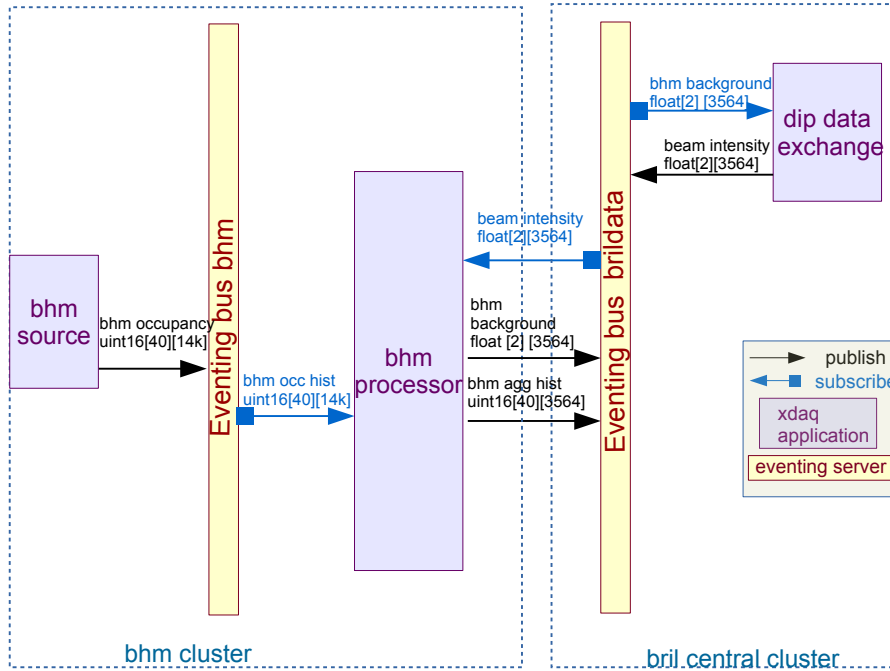 bhm background
float[2] [3564]
dip data
exchange
beam intensity
float[2][3564]
beam intensity
float[2][3564]
bhm
source
bhm occupancy
uint16[40][14k]
Eventing bus bhm
bhm occ hist
uint16[40][14k]
bhm
processor
bhm
background
float [2] [3564]
bhm agg hist
uint16[40][3564]
Eventing bus brildata
publish
subscribe
xdaq
application
eventing server
bhm cluster
bril central cluster